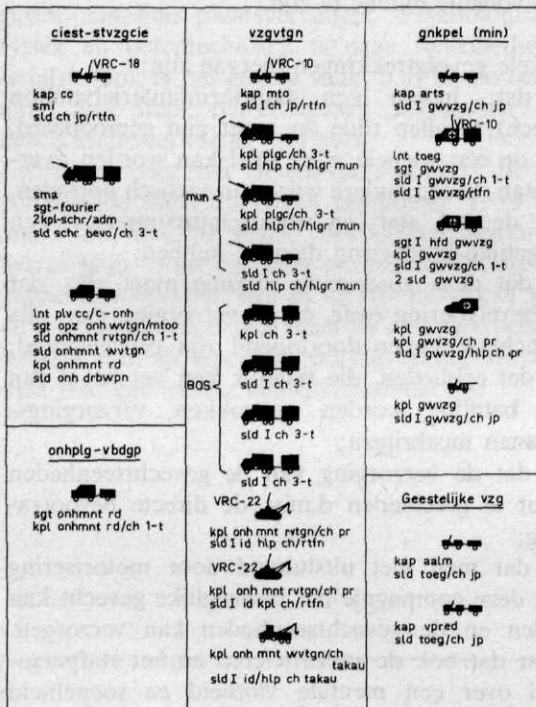 ciest-stvzgcie
VRC-18
kap cc
smi
sld ch jp/rtfn
sma
sgt-fourier
2kpl-schr/adm
sld schr bevo/ch 3-t
lnt plv cc/c-onh
sgt opz onh wvtgn/mtoo
sld onhmnt rvtgn/ch 1-t
sld onhmnt wvtgn
kpl onhmnt rd
sld onh drbwpn
onhplg-vbdgp
sgt onhmnt rd
kpl onhmnt rd/ch 1-t
vzgvtgn
VRC-10
kap mto
sld I ch jp/rtfn
mun
kpl plgc/ch 3-t
sld hlp ch/hlgr mun
kpl plgc/ch 3-t
sld hlp ch/hlgr mun
sld I ch 3-t
sld hlp ch/hlgr mun
BOS
kpl ch 3-t
sld I ch 3-t
sld I ch 3-t
sld I ch 3-t
VRC-22
kpl onh mnt rvtgn/ch pr
sld I id hlp ch/rtfn
VRC-22
kpl onh mnt rvtgn/ch pr
sld I id kpl ch/rtfn
kpl onh mnt wvtgn/ch
takau
sld I id/hlp ch takau
gnkpel (min)
kap arts
sld I gwvzg/ch jp
VRC-10
lnt toeg
sgt gwvzg
sld I gwvzg/ch 1-t
sld I gwvzg/rtfn
sgt I hfd gwvzg
kpl gwvzg
sld I gwvzg/ch 1-t
2 sld gwvzg
kpl gwvzg
sld I gwvzg/ch pr
sld I gwvzg/hlp ch pr
kpl gwvzg
sld I gwvzg/ch jp
Geestelijke vzg
kap aalm
sld toeg/ch jp
kap vpred
sld toeg/ch jp